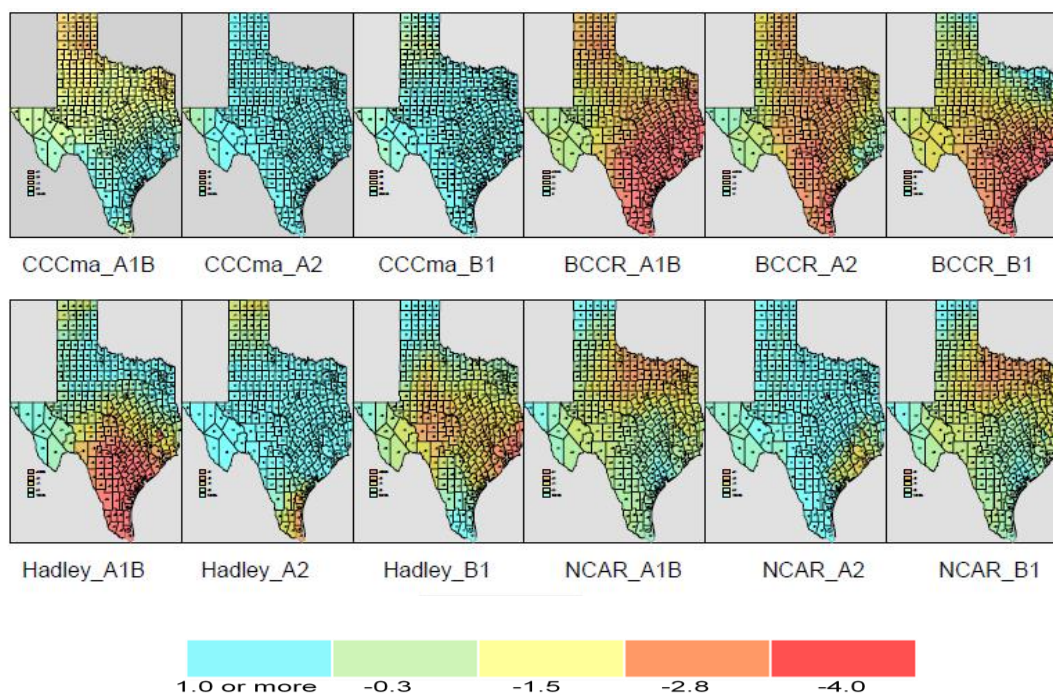 CCCma_A1B CCCma_A2 CCCma_B1 BCCR_A1B BCCR_A2 BCCR_B1
Hadley_A1B Hadley_A2 Hadley_B1 NCAR_A1B NCAR_A2 NCAR_B1
1.0 or more -0.3 -1.5 -2.8 -4.0